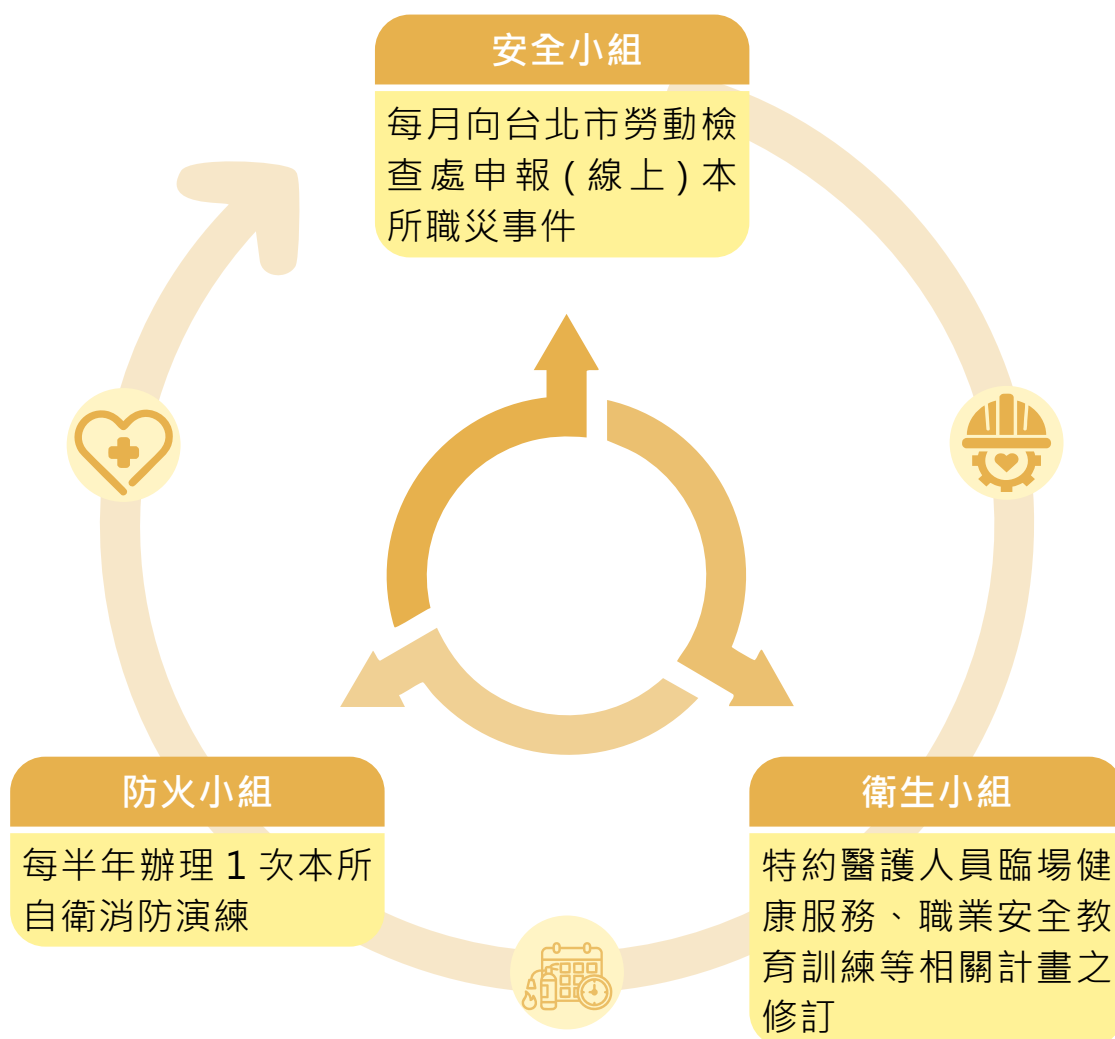 安全小組
每月向台北市勞動檢
查處申報(線上)本
所職災事件
防火小組
每半年辦理1次本所
自衛消防演練
衛生小組
特約醫護人員臨場健
康服務、職業安全教
育訓練等相關計畫之
修訂